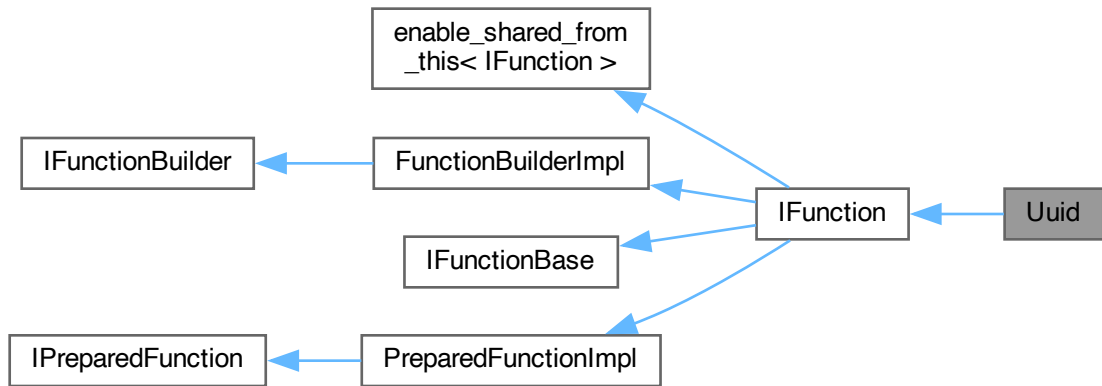 enable_shared_from
_this< IFunction >
IFunctionBuilder
FunctionBuilderImpl
IFunction
Uuid
IFunctionBase
IPreparedFunction
PreparedFunctionImpl